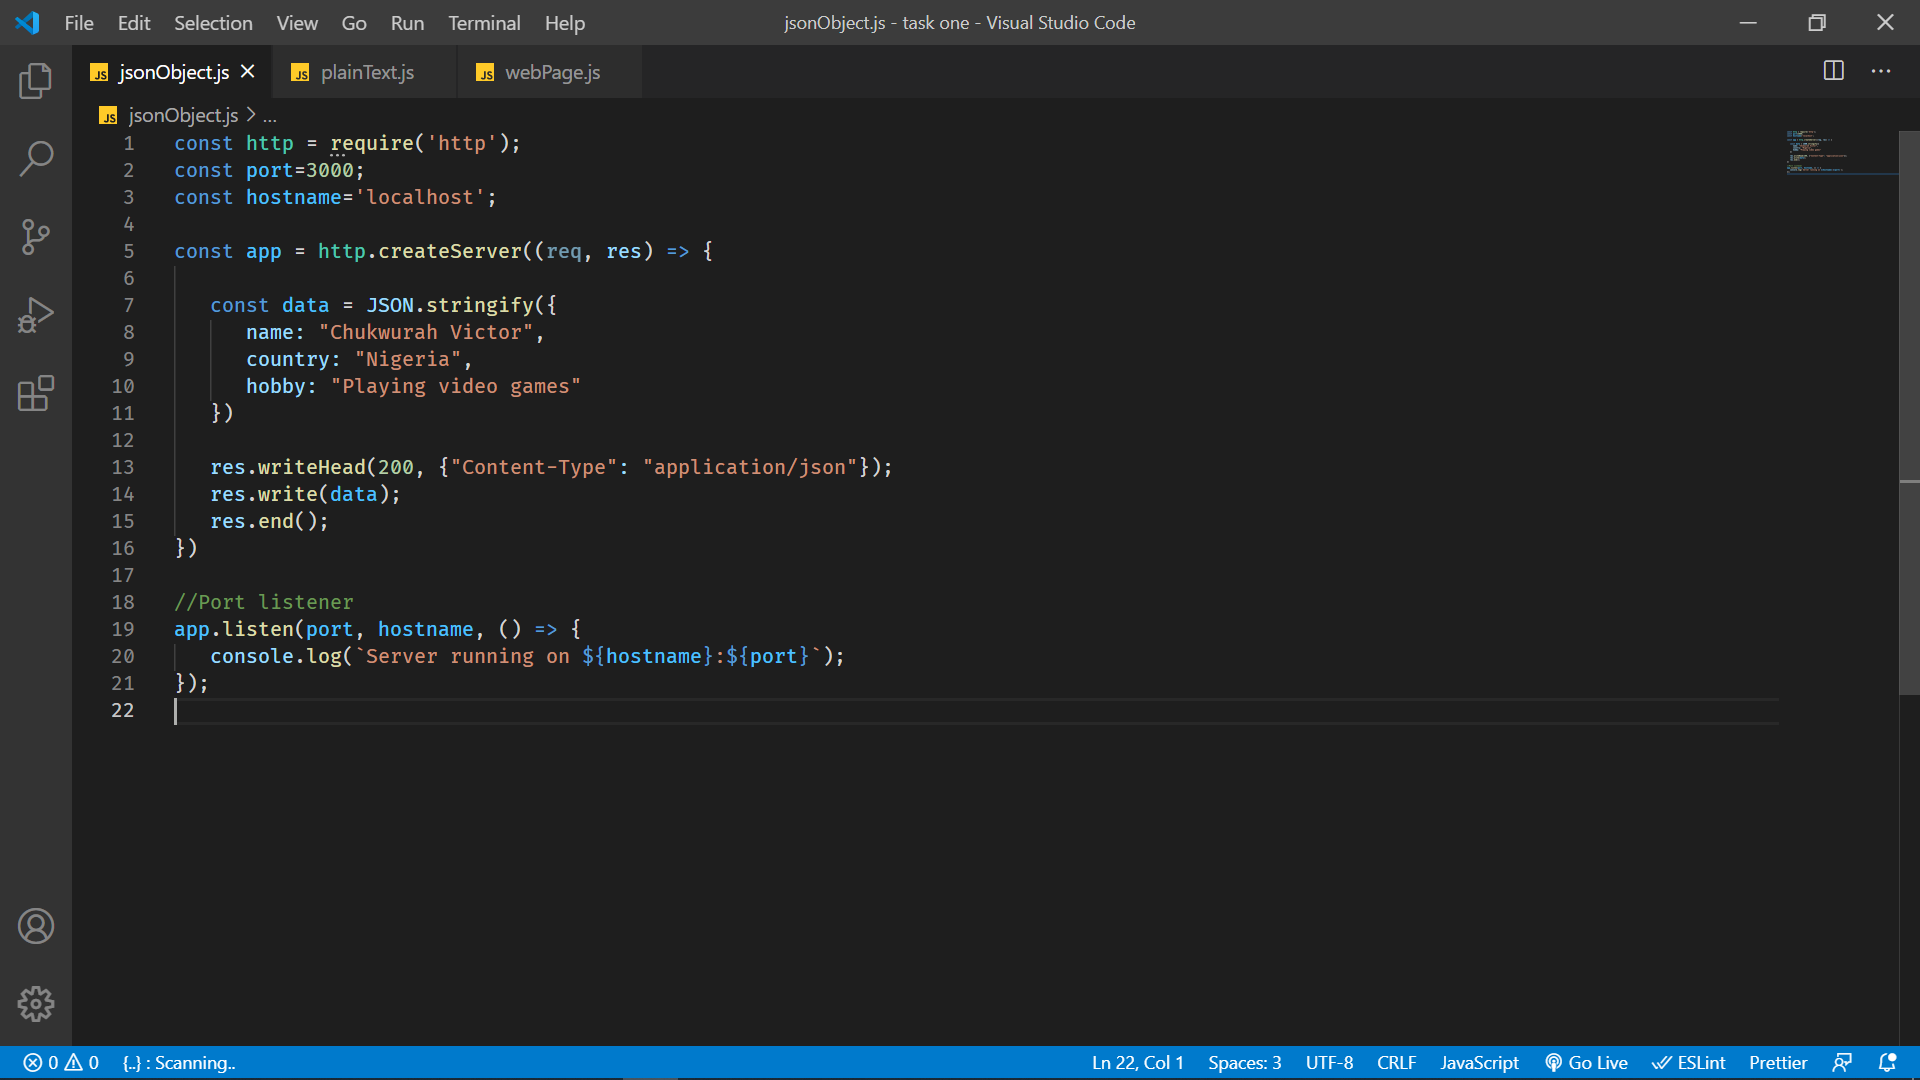 File Edit Selection View Go Run Terminal Help jsonObject.js - task one - Visual Studio Code
JS jsonObject.js JS plainText.js JS webPage.js
JS jsonObject.js > ...
1 const http = require('http');
2 const port=3000;
3 const hostname='localhost';
4
5 const app = http.createServer((req, res) => {
6
7    const data = JSON.stringify({
8       name: "Chukwurah Victor",
9       country: "Nigeria",
10       hobby: "Playing video games"
11    })
12
13    res.writeHead(200, {"Content-Type": "application/json"});
14    res.write(data);
15    res.end();
16 })
17
18 //Port listener
19 app.listen(port, hostname, () => {
20    console.log(`Server running on ${hostname}:${port}`);
21 });
22
0 0 {..} : Scanning.. Ln 22, Col 1 Spaces: 3 UTF-8 CRLF JavaScript Go Live ESLint Prettier